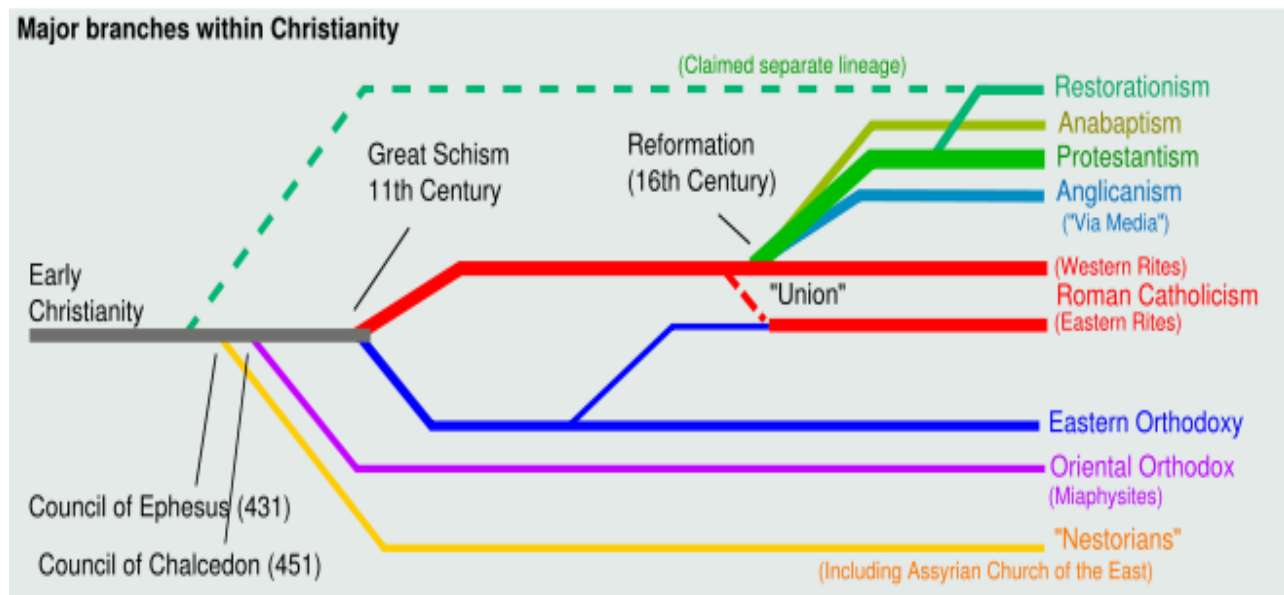 Major branches within Christianity
(Claimed separate lineage)
Restorationism
Anabaptism
Protestantism
Anglicanism
("Via Media")
Great Schism
11th Century
Reformation
(16th Century)
Early
Christianity
"Union"
(Western Rites)
Roman Catholicism
(Eastern Rites)
Eastern Orthodoxy
Oriental Orthodox
(Miaphysites)
Council of Ephesus (431)
Council of Chalcedon (451)
"Nestorians"
(Including Assyrian Church of the East)